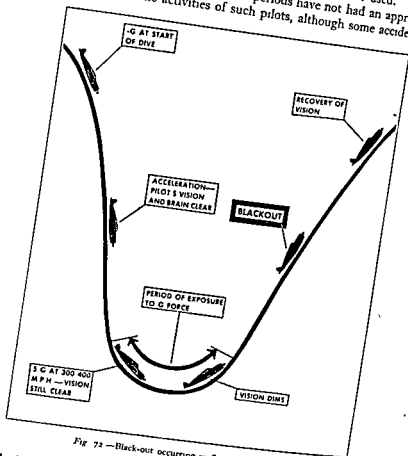 periods have not had an appr
activities of such pilots, although some accide
-G AT START
OF DIVE
RECOVERY OF
VISION
ACCELERATION—
PILOT S VISION
AND BRAIN CLEAR
BLACKOUT
PERIOD OF EXPOSURE
TO G FORCE
5 G AT 300 400
M P H — VISION
STILL CLEAR
VISION DIMS
Fig 72 —Black-out occurring